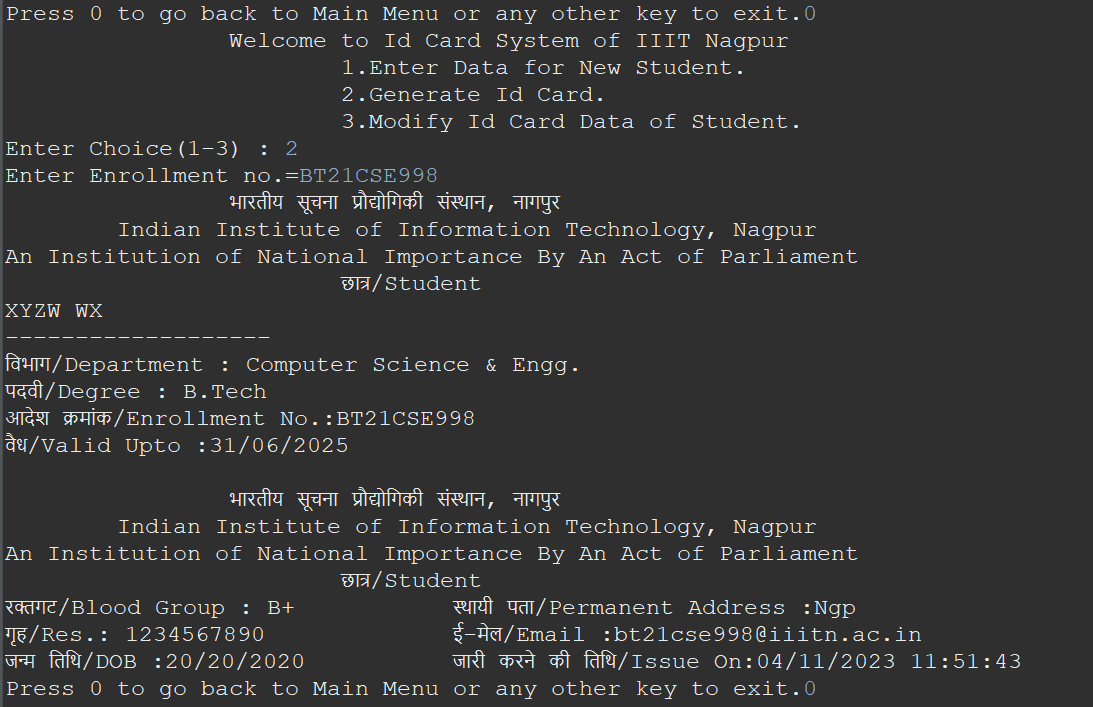 Press 0 to go back to Main Menu or any other key to exit.0
Welcome to Id Card System of IIIT Nagpur
1.Enter Data for New Student.
2.Generate Id Card.
3.Modify Id Card Data of Student.
Enter Choice(1-3) : 2
Enter Enrollment no.=BT21CSE998
भारतीय सूचना प्रौद्योगिकी संस्थान, नागपुर
Indian Institute of Information Technology, Nagpur
An Institution of National Importance By An Act of Parliament
छात्र/Student
XYZW WX
-------------------
विभाग/Department : Computer Science & Engg.
पदवी/Degree : B.Tech
आदेश क्रमांक/Enrollment No.:BT21CSE998
वैध/Valid Upto :31/06/2025
भारतीय सूचना प्रौद्योगिकी संस्थान, नागपुर
Indian Institute of Information Technology, Nagpur
An Institution of National Importance By An Act of Parliament
छात्र/Student
रक्तगट/Blood Group : B+ स्थायी पता/Permanent Address :Ngp
गृह/Res.: 1234567890 ई-मेल/Email :bt21cse998@iiitn.ac.in
जन्म तिथि/DOB :20/20/2020 जारी करने की तिथि/Issue On:04/11/2023 11:51:43
Press 0 to go back to Main Menu or any other key to exit.0